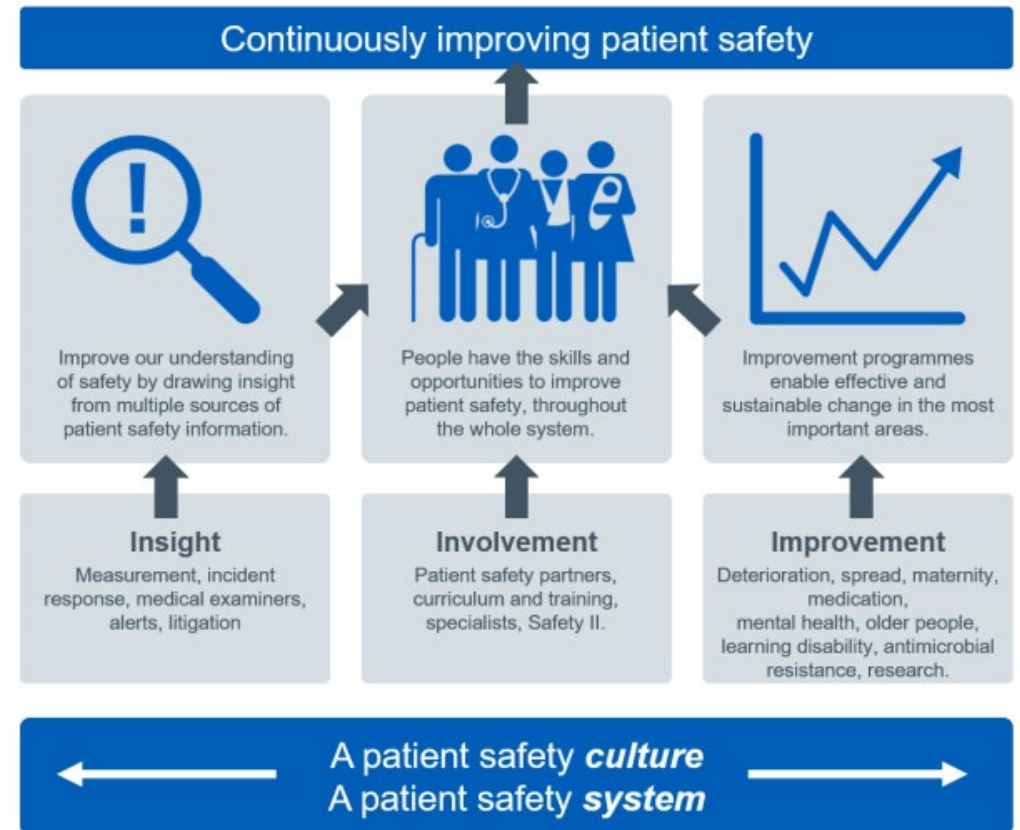 Continuously improving patient safety
!
Improve our understanding
of safety by drawing insight
from multiple sources of
patient safety information.
People have the skills and
opportunities to improve
patient safety, throughout
the whole system.
Improvement programmes
enable effective and
sustainable change in the most
important areas.
Insight
Measurement, incident
response, medical examiners,
alerts, litigation
Involvement
Patient safety partners,
curriculum and training,
specialists, Safety II.
Improvement
Deterioration, spread, maternity,
medication,
mental health, older people,
learning disability, antimicrobial
resistance, research.
A patient safety culture
A patient safety system